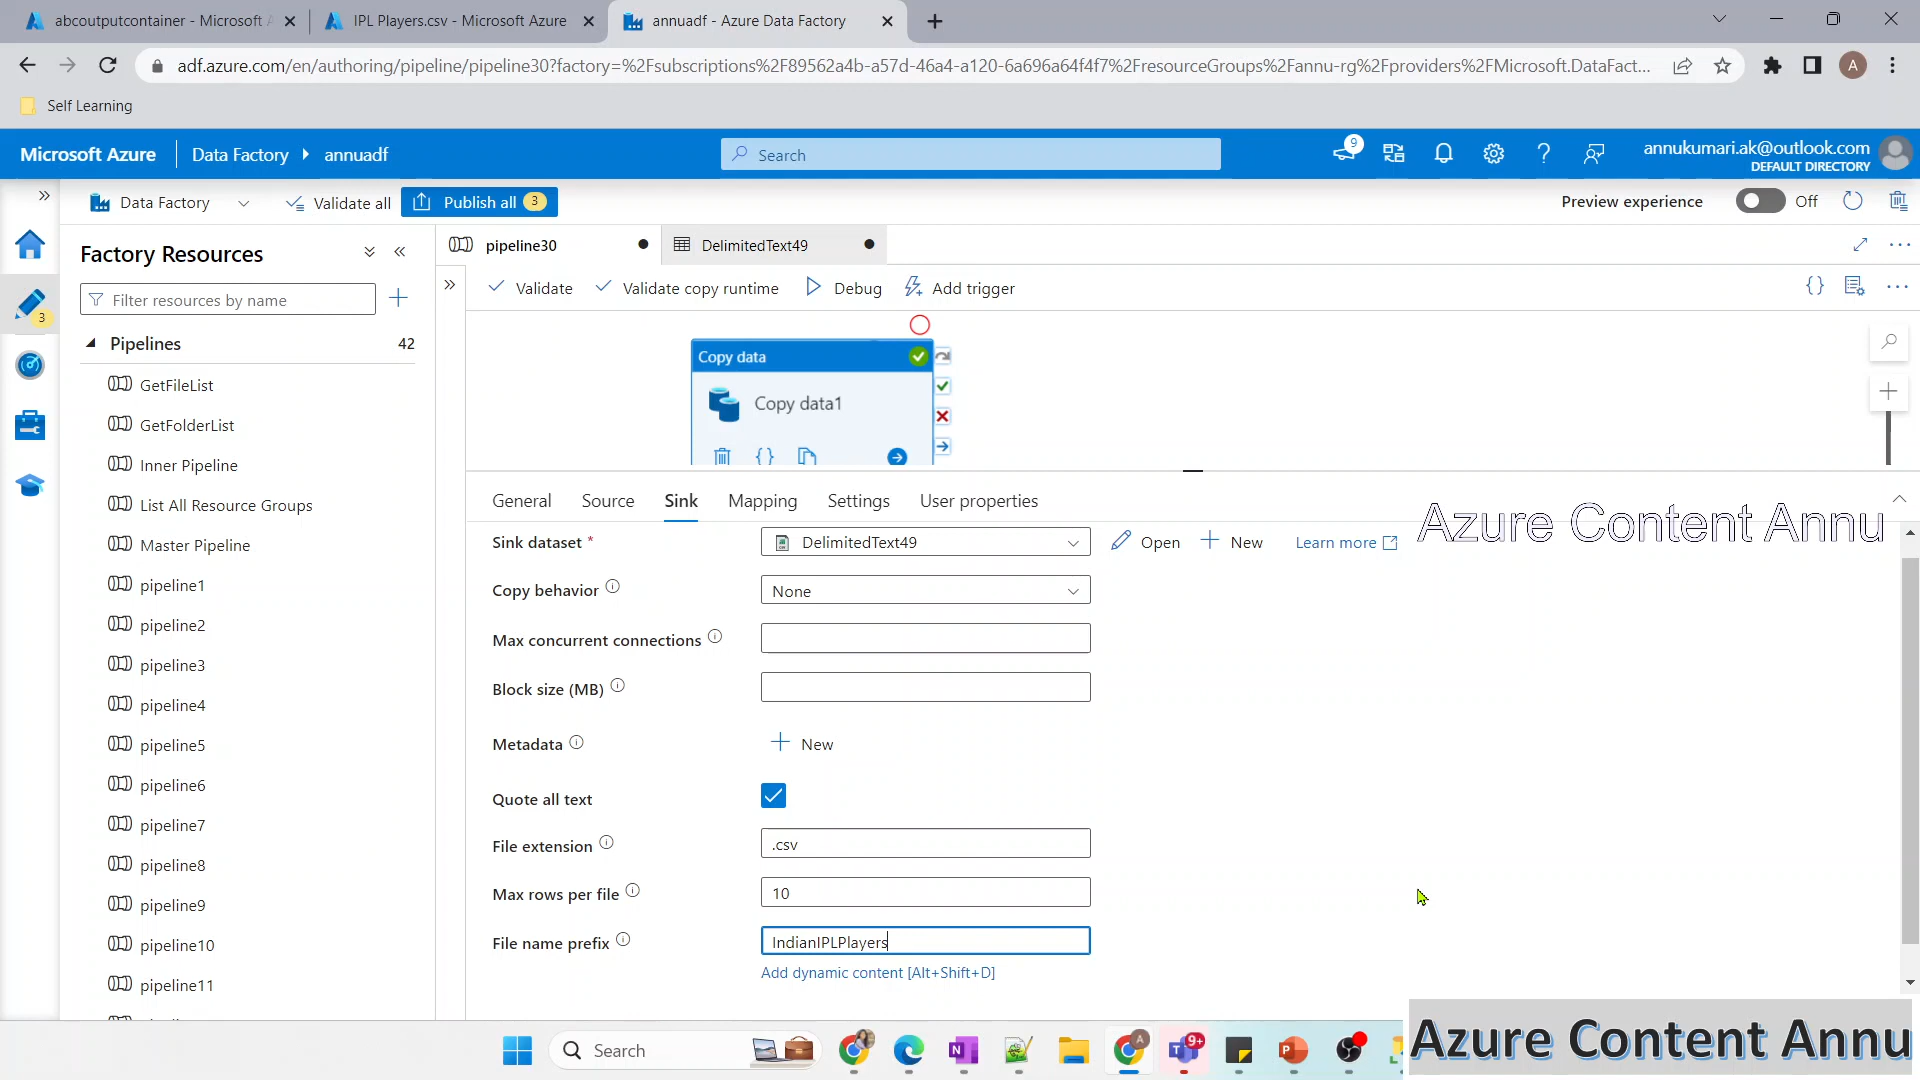 abcoutputcontainer - Microsoft A
IPL Players.csv - Microsoft Azure
annuadf - Azure Data Factory
adf.azure.com/en/authoring/pipeline/pipeline30?factory=%2Fsubscriptions%2F89562a4b-a57d-46a4-a120-6a696a64f4f7%2FresourceGroups%2Fannu-rg%2Fproviders%2FMicrosoft.DataFact...
A
Self Learning
Microsoft Azure
Data Factory
annuadf
Search
9
annukumari.ak@outlook.com
DEFAULT DIRECTORY
Data Factory
Validate all
Publish all 3
Preview experience
Off
Factory Resources
pipeline30
DelimitedText49
Filter resources by name
Validate
Validate copy runtime
Debug
Add trigger
3
Pipelines 42
GetFileList
GetFolderList
Inner Pipeline
List All Resource Groups
Master Pipeline
pipeline1
pipeline2
pipeline3
pipeline4
pipeline5
pipeline6
pipeline7
pipeline8
pipeline9
pipeline10
pipeline11
Copy data
Copy data1
General
Source
Sink
Mapping
Settings
User properties
Azure Content Annu
Sink dataset *
DelimitedText49
Open
New
Learn more
Copy behavior
None
Max concurrent connections
Block size (MB)
Metadata
New
Quote all text
File extension
.csv
Max rows per file
10
File name prefix
IndianIPLPlayers
Add dynamic content [Alt+Shift+D]
Search
A
9+
Azure Content Annu